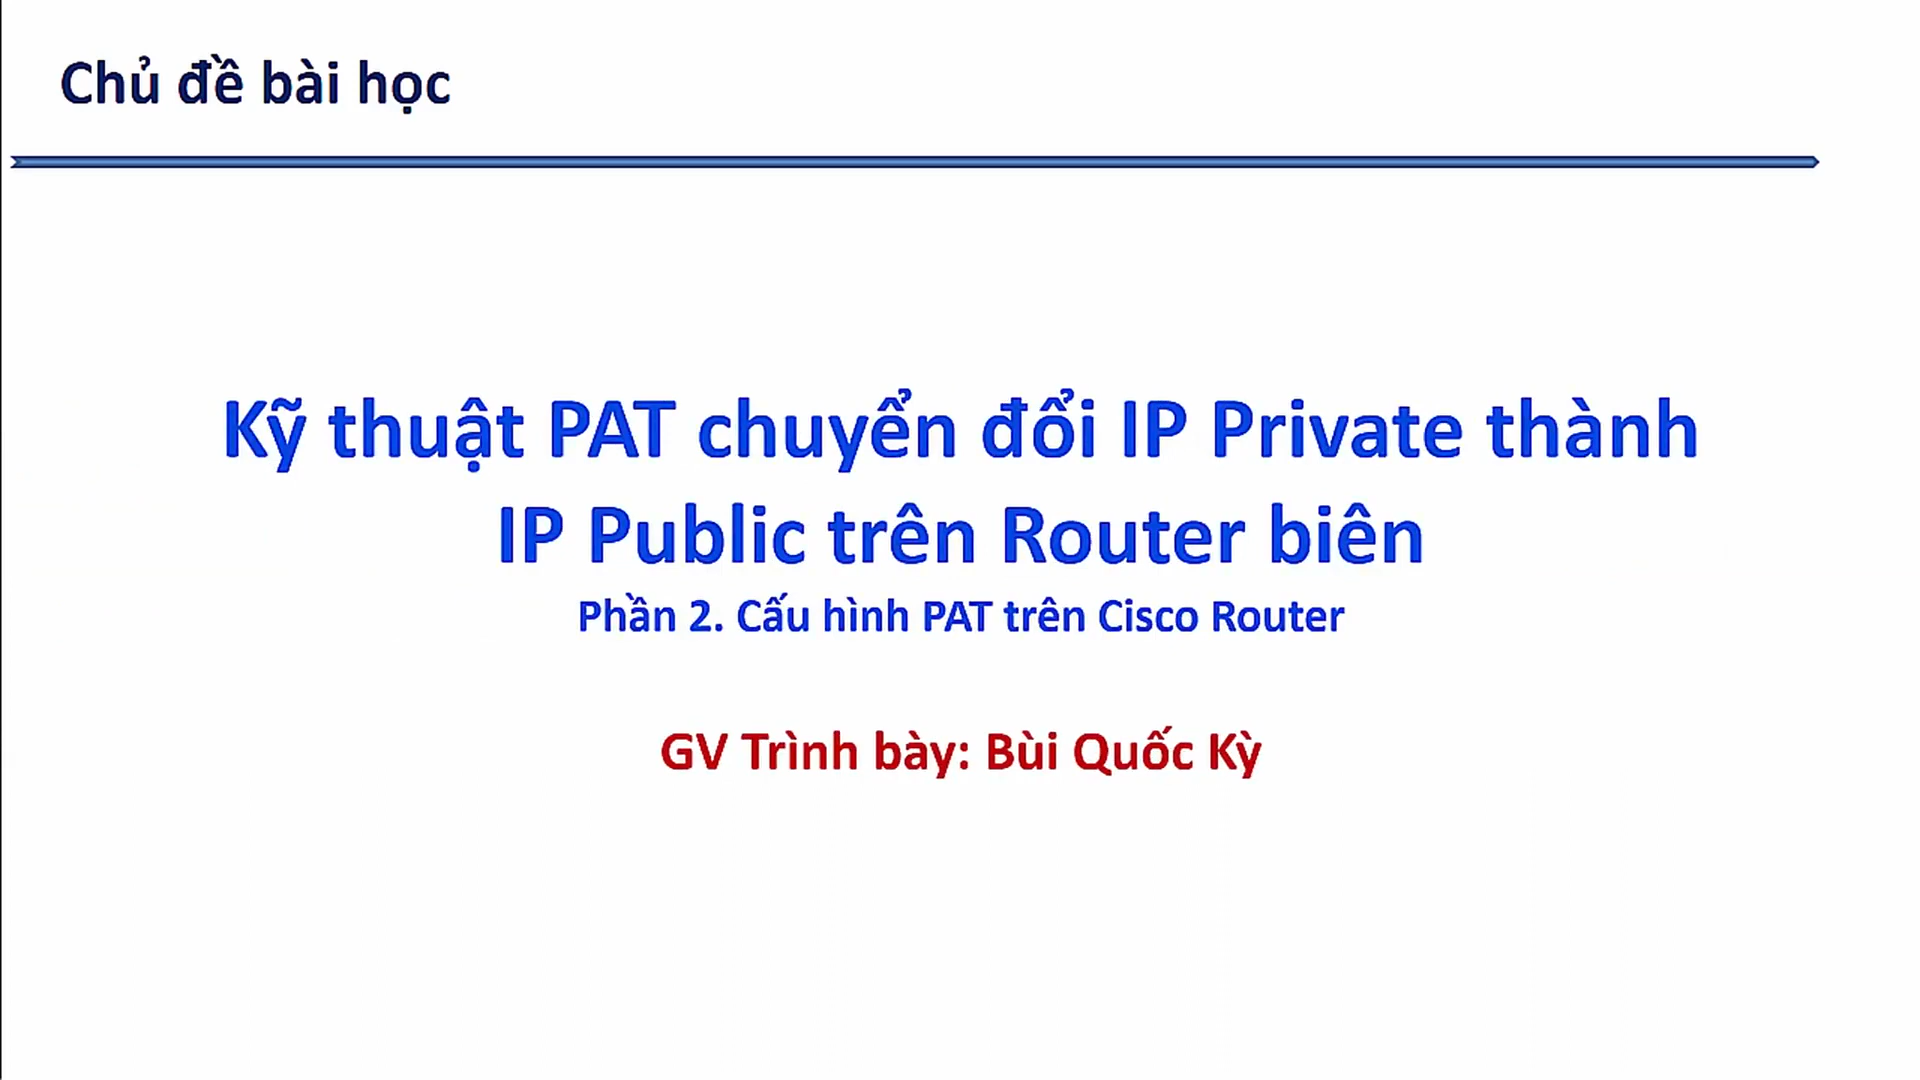 Chủ đề bài học
Kỹ thuật PAT chuyển đổi IP Private thành
IP Public trên Router biên
Phần 2. Cấu hình PAT trên Cisco Router
GV Trình bày: Bùi Quốc Kỳ